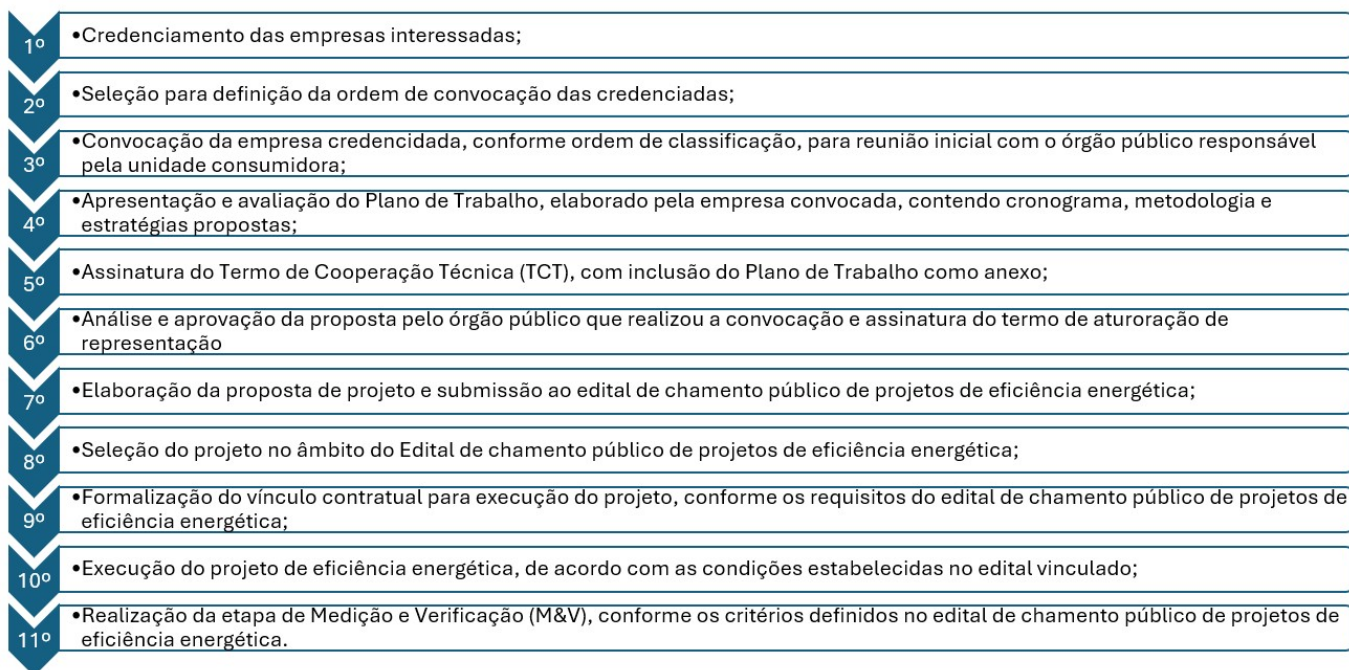 1º
•Credenciamento das empresas interessadas;
2º
•Seleção para definição da ordem de convocação das credenciadas;
3º
•Convocação da empresa credencidada, conforme ordem de classificação, para reunião inicial com o órgão público responsável
pela unidade consumidora;
4º
•Apresentação e avaliação do Plano de Trabalho, elaborado pela empresa convocada, contendo cronograma, metodologia e
estratégias propostas;
5º
•Assinatura do Termo de Cooperação Técnica (TCT), com inclusão do Plano de Trabalho como anexo;
6º
•Análise e aprovação da proposta pelo órgão público que realizou a convocação e assinatura do termo de aturoração de
representação
7º
•Elaboração da proposta de projeto e submissão ao edital de chamento público de projetos de eficiência energética;
8º
•Seleção do projeto no âmbito do Edital de chamento público de projetos de eficiência energética;
9º
•Formalização do vínculo contratual para execução do projeto, conforme os requisitos do edital de chamento público de projetos de
eficiência energética;
10º
•Execução do projeto de eficiência energética, de acordo com as condições estabelecidas no edital vinculado;
11º
•Realização da etapa de Medição e Verificação (M&V), conforme os critérios definidos no edital de chamento público de projetos de
eficiência energética.